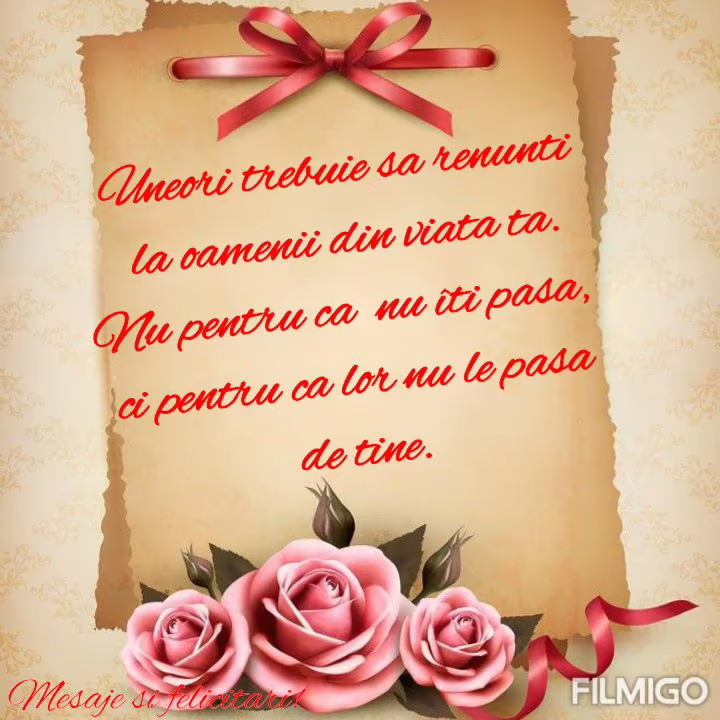 Uneori trebuie sa renunti
la oamenii din viata ta.
Nu pentru ca nu iti pasa,
ci pentru ca lor nu le pasa
de tine.
Mesaje si felicitari!
FILMIGO